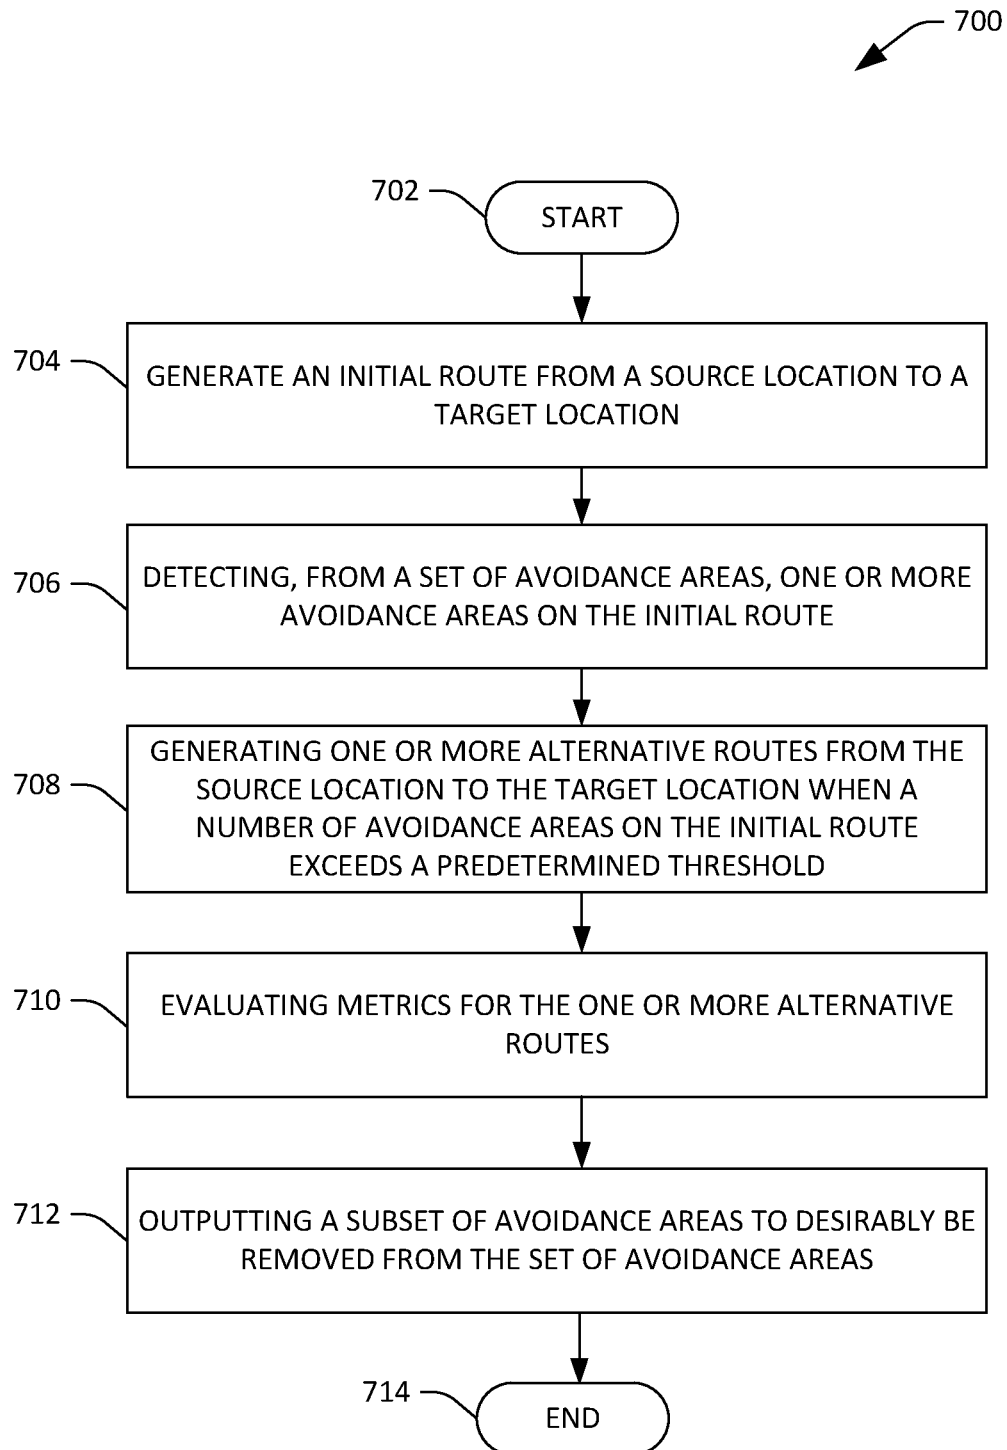 700
702
START
704
GENERATE AN INITIAL ROUTE FROM A SOURCE LOCATION TO A
TARGET LOCATION
706
DETECTING, FROM A SET OF AVOIDANCE AREAS, ONE OR MORE
AVOIDANCE AREAS ON THE INITIAL ROUTE
708
GENERATING ONE OR MORE ALTERNATIVE ROUTES FROM THE
SOURCE LOCATION TO THE TARGET LOCATION WHEN A
NUMBER OF AVOIDANCE AREAS ON THE INITIAL ROUTE
EXCEEDS A PREDETERMINED THRESHOLD
710
EVALUATING METRICS FOR THE ONE OR MORE ALTERNATIVE
ROUTES
712
OUTPUTTING A SUBSET OF AVOIDANCE AREAS TO DESIRABLY BE
REMOVED FROM THE SET OF AVOIDANCE AREAS
714
END